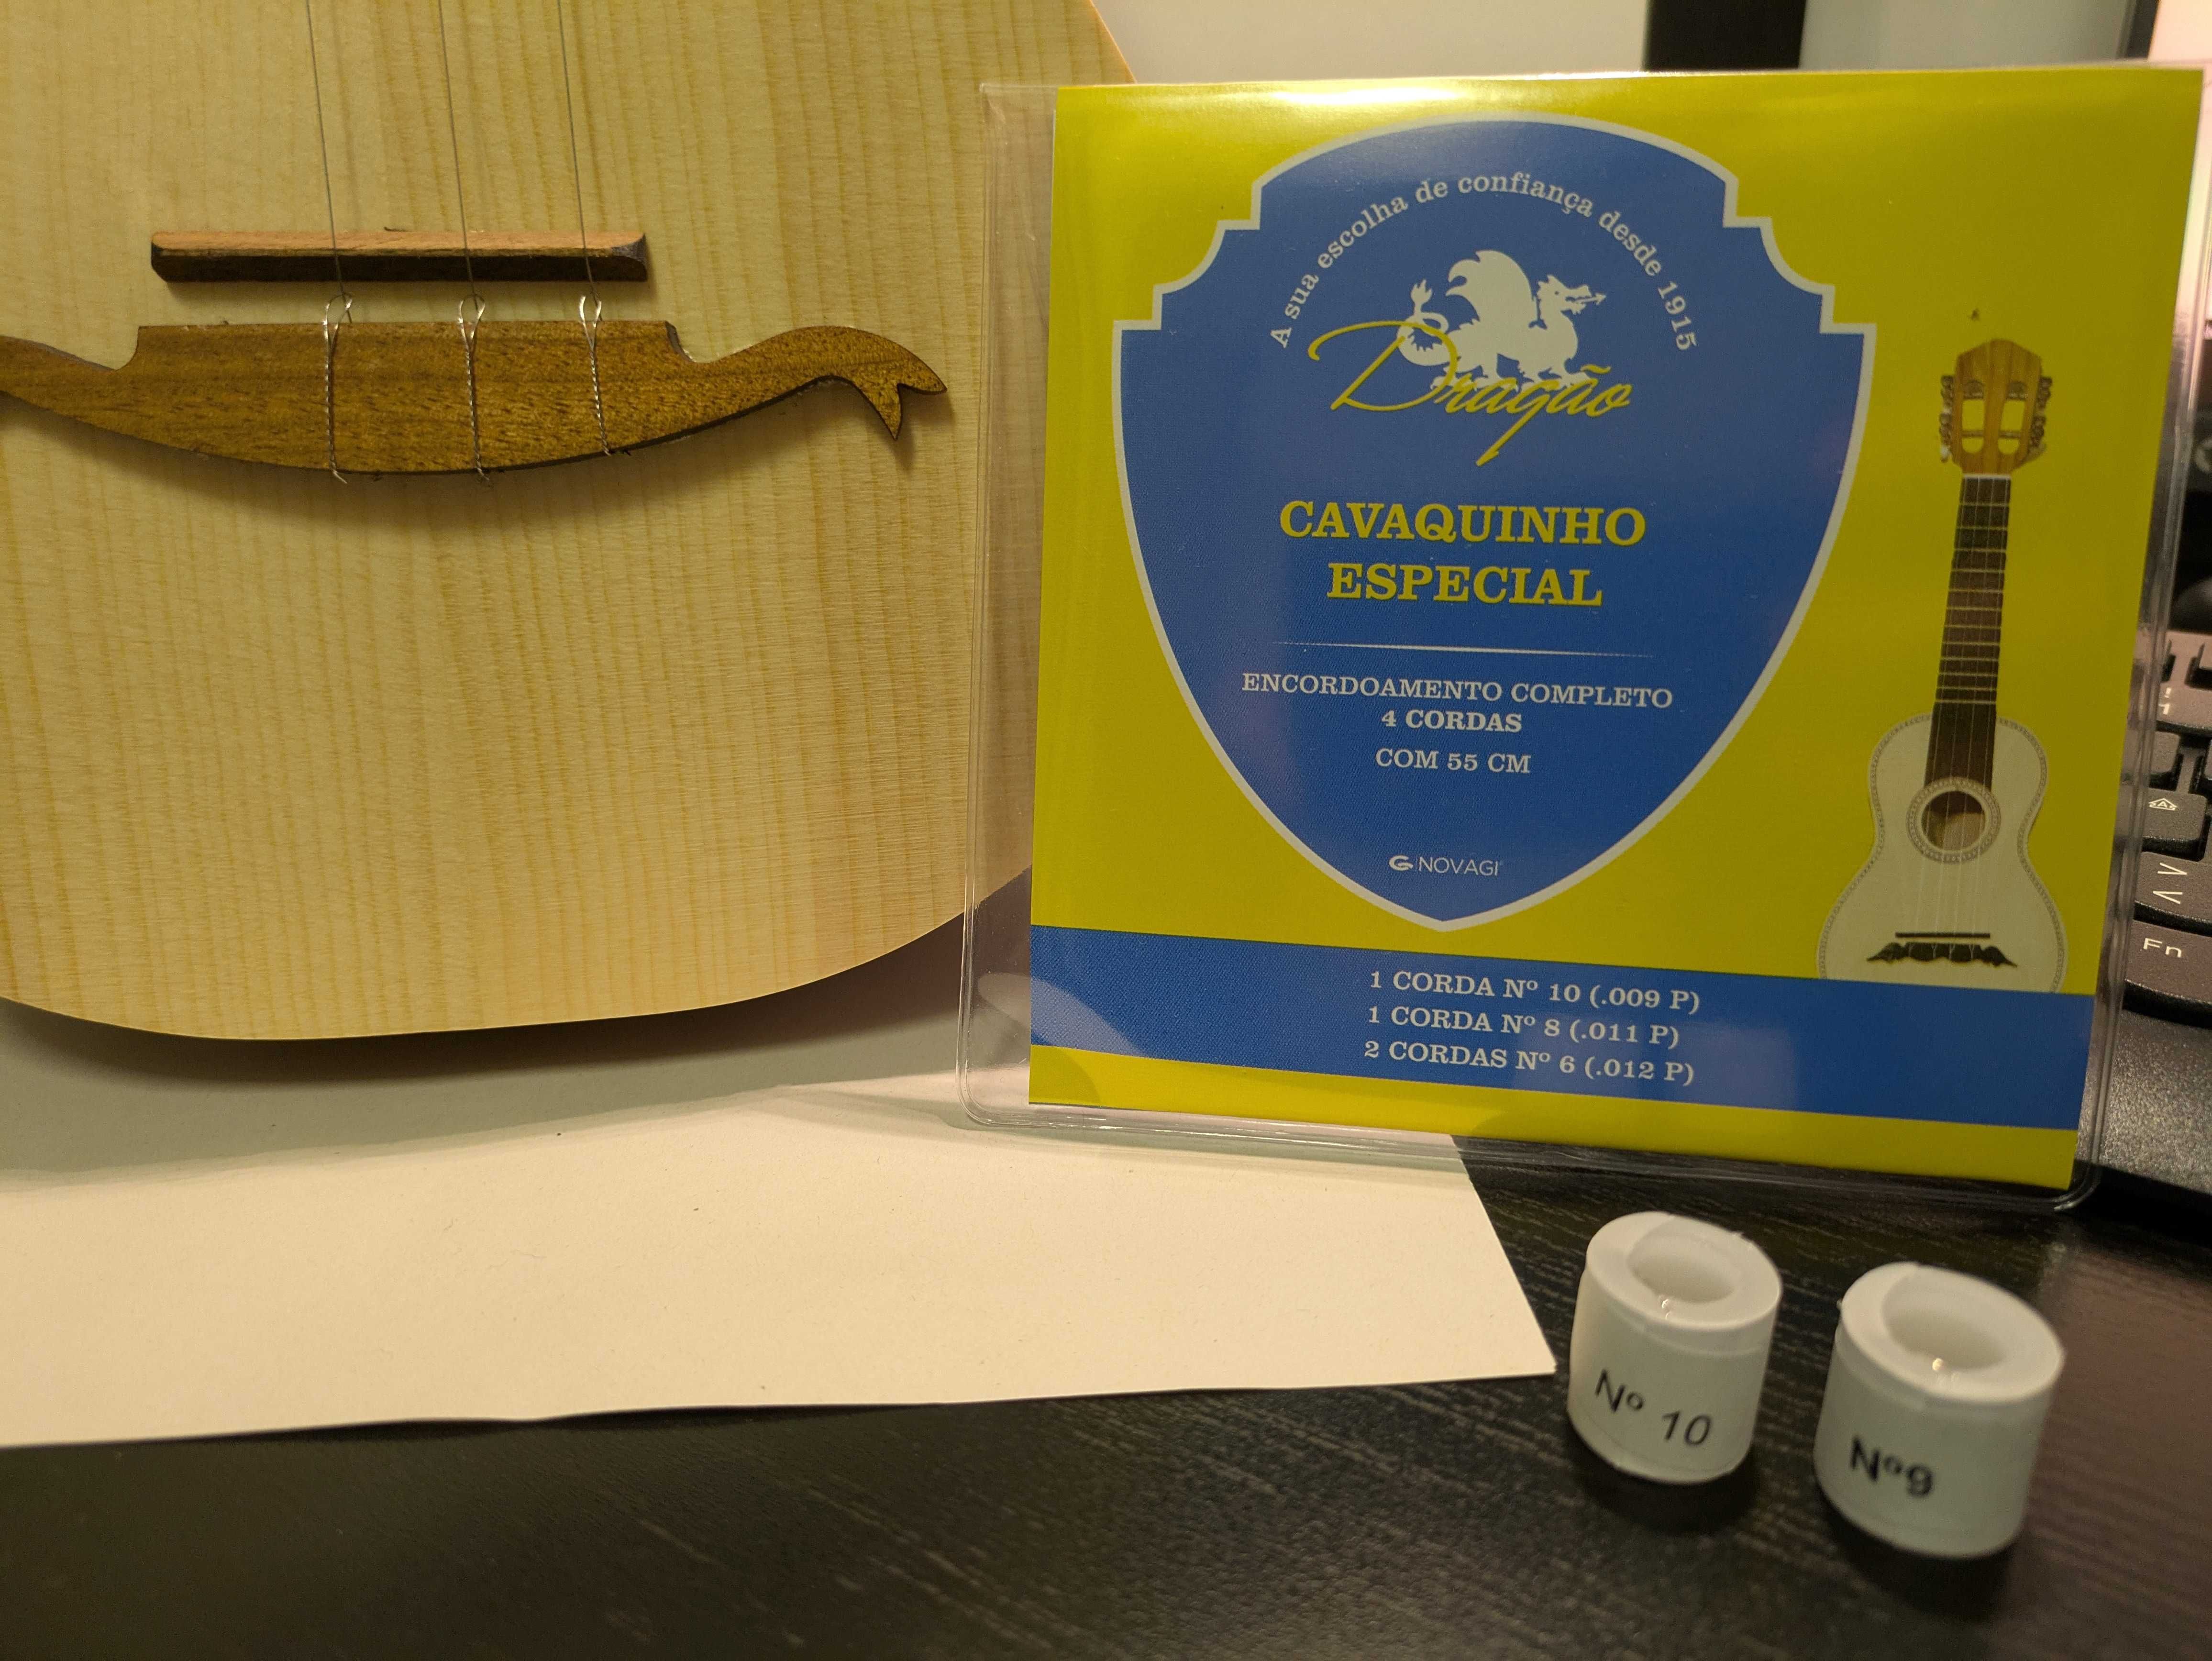 A sua escolha de confiança desde 1915
Dragão
CAVAQUINHO
ESPECIAL
ENCORDOAMENTO COMPLETO
4 CORDAS
COM 55 CM
G NOVAGI
1 CORDA Nº 10 (.009 P)
1 CORDA Nº 8 (.011 P)
2 CORDAS Nº 6 (.012 P)
Nº 10
Nº9
Fn